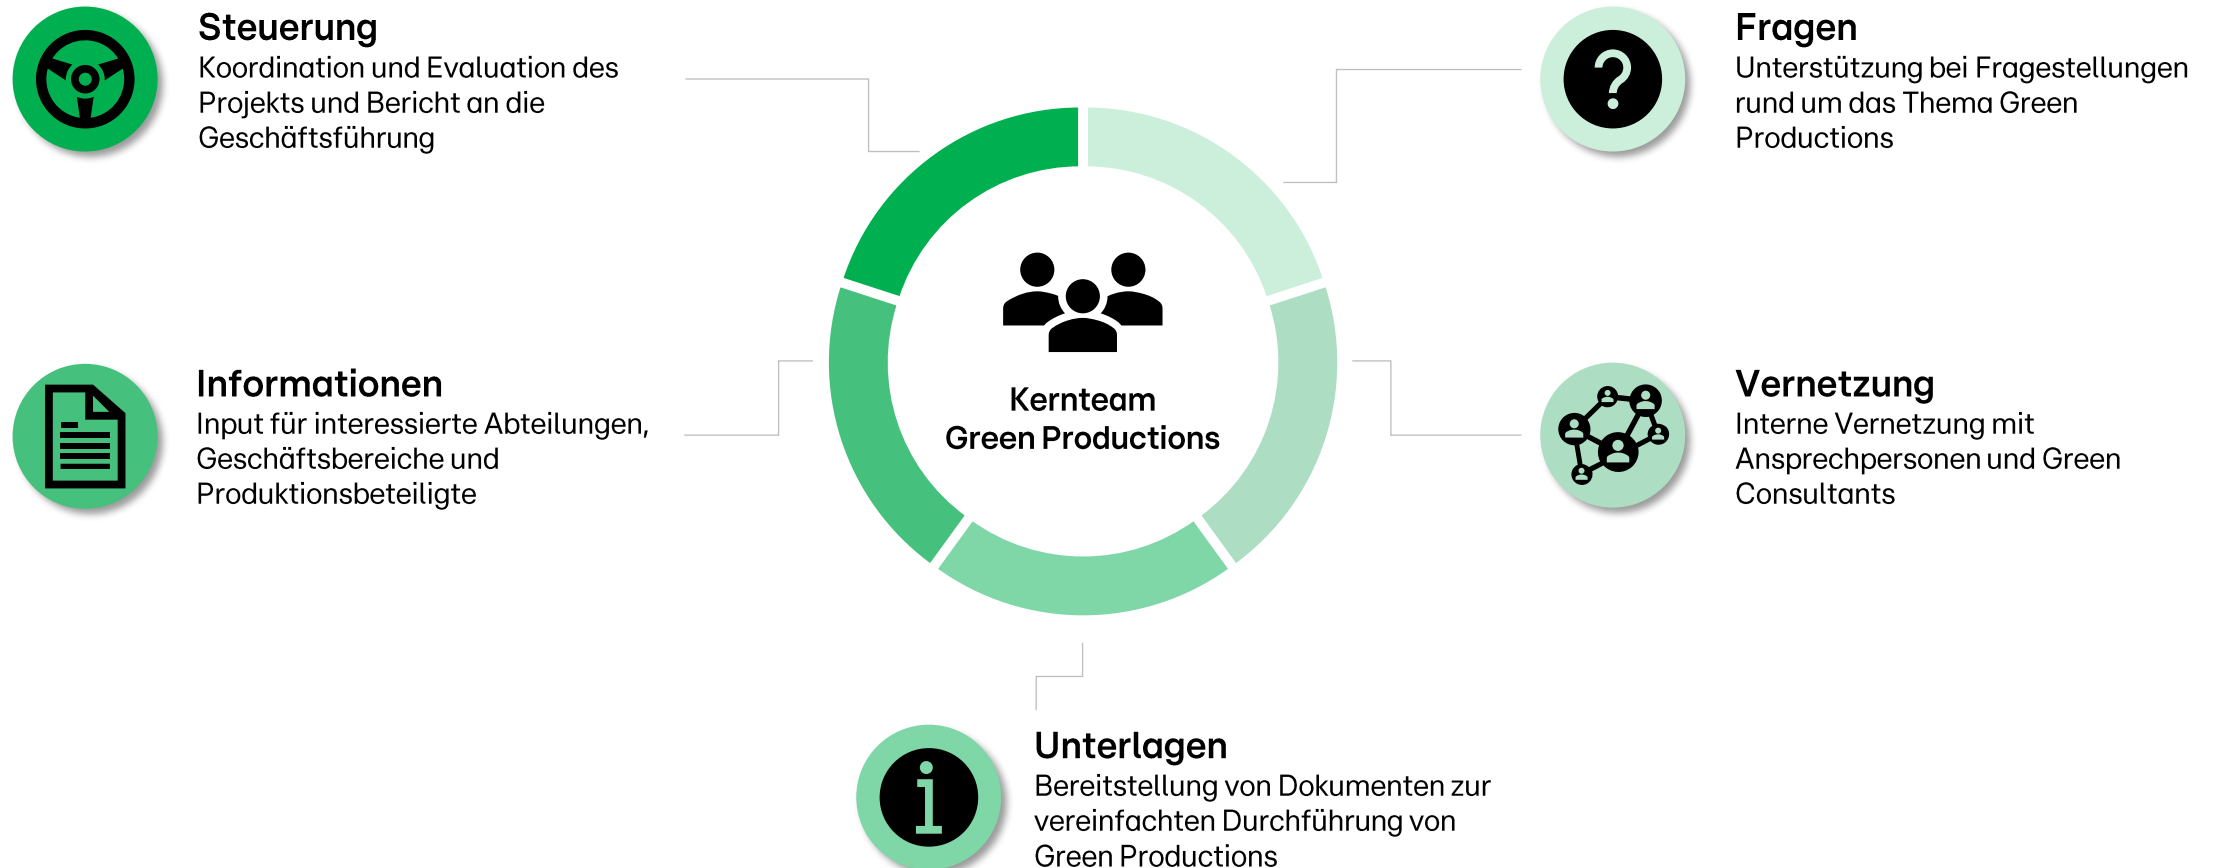 Steuerung
Koordination und Evaluation des
Projekts und Bericht an die
Geschäftsführung
Fragen
Unterstützung bei Fragestellungen
rund um das Thema Green
Productions
Kernteam
Green Productions
Informationen
Input für interessierte Abteilungen,
Geschäftsbereiche und
Produktionsbeteiligte
Vernetzung
Interne Vernetzung mit
Ansprechpersonen und Green
Consultants
Unterlagen
Bereitstellung von Dokumenten zur
vereinfachten Durchführung von
Green Productions